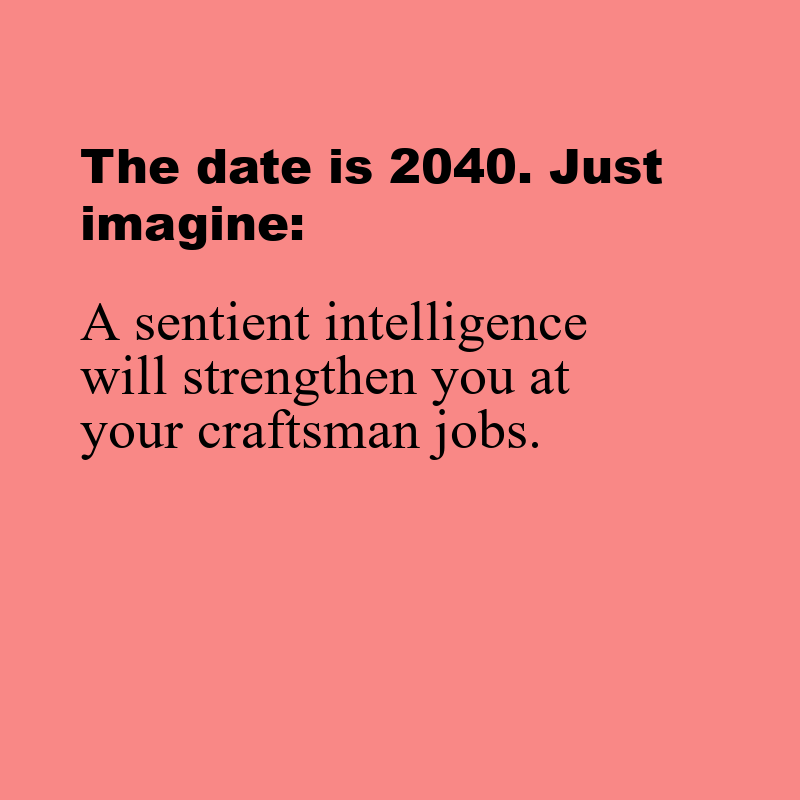 The date is 2040. Just
imagine:
A sentient intelligence
will strengthen you at
your craftsman jobs.